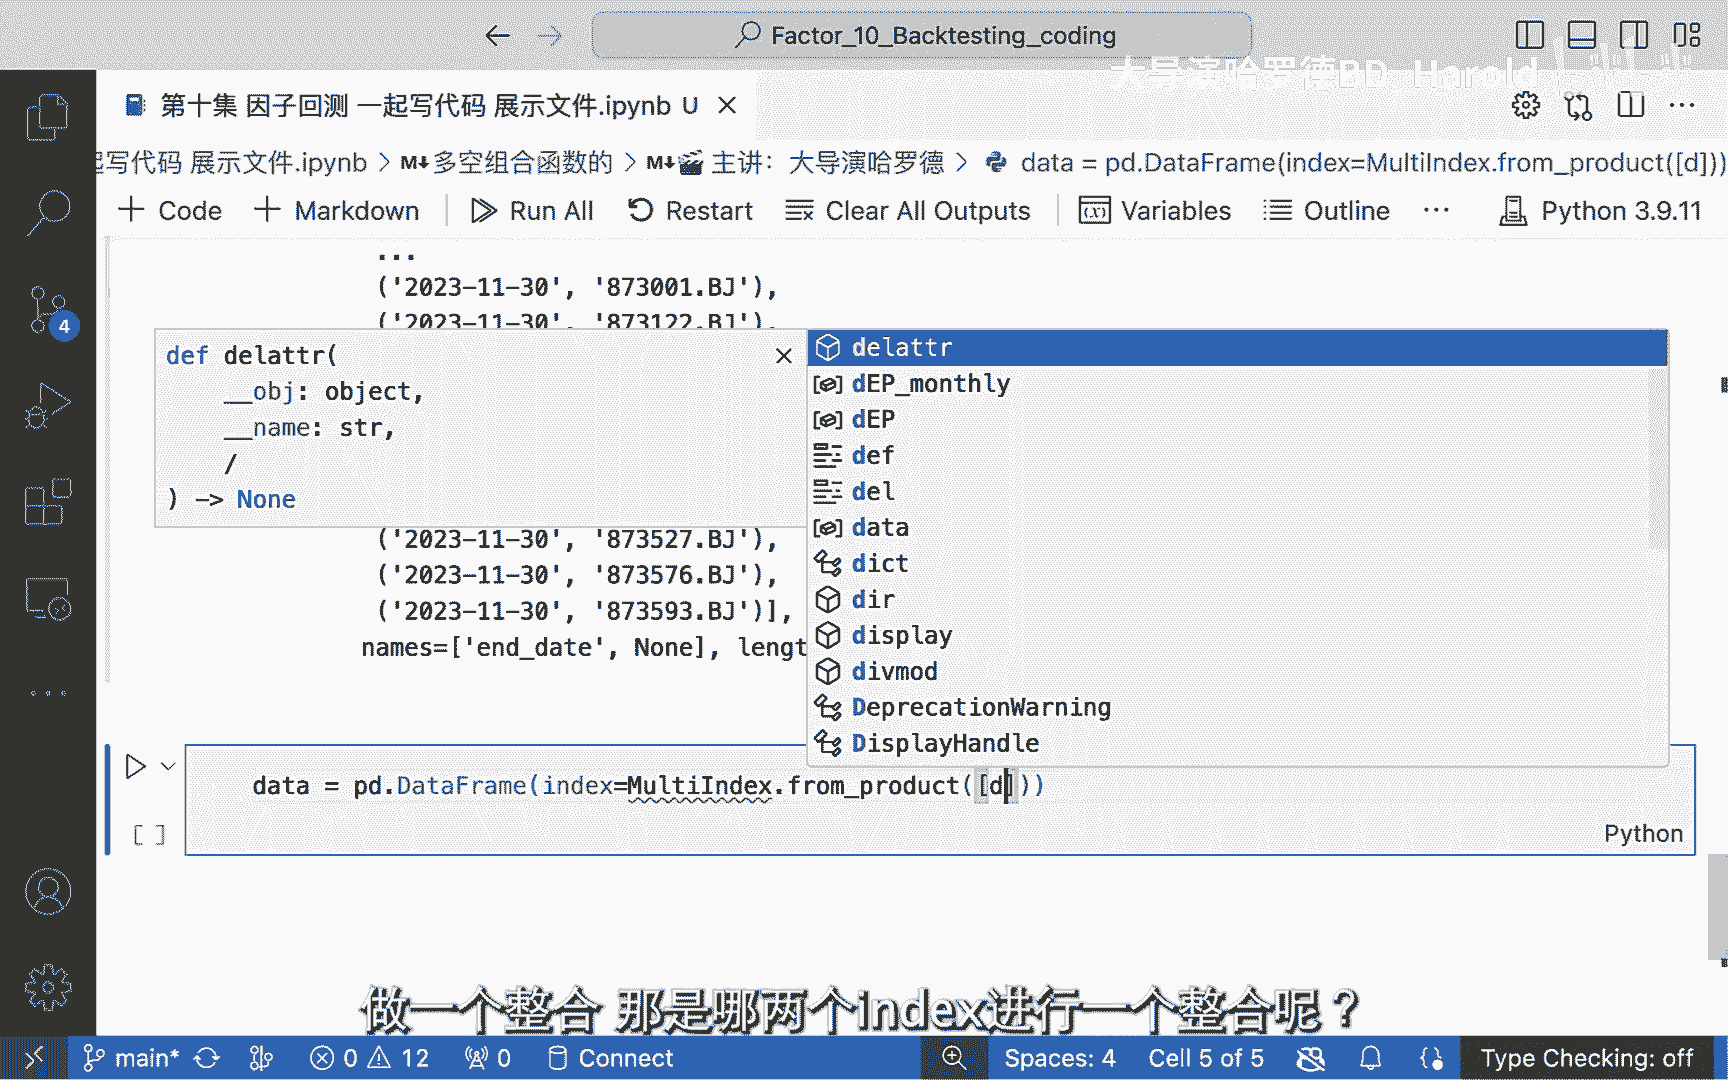 Factor_10_Backtesting_coding
大导演哈罗德BD_Harold
第十集 因子回测 一起写代码 展示文件.ipynb U
起写代码 展示文件.ipynb > M↓ 多空组合函数的 > M↓ 🎬 主讲：大导演哈罗德 > data = pd.DataFrame(index=MultiIndex.from_product([d]))
+ Code + Markdown Run All Restart Clear All Outputs Variables Outline ... Python 3.9.11
...
('2023-11-30', '873001.BJ'),
('2023-11-30', '873122.BJ'),
def delattr(
__obj: object,
__name: str,
/
) -> None
delattr
dEP_monthly
dEP
def
del
data
dict
dir
display
divmod
DeprecationWarning
DisplayHandle
('2023-11-30', '873527.BJ'),
('2023-11-30', '873576.BJ'),
('2023-11-30', '873593.BJ')],
names=['end_date', None], lengt
data = pd.DataFrame(index=MultiIndex.from_product([d]))
[ ]
Python
4
做一个整合 那是哪两个Index进行一个整合呢？
main* 0 12 0 Connect Spaces: 4 Cell 5 of 5 Type Checking: off